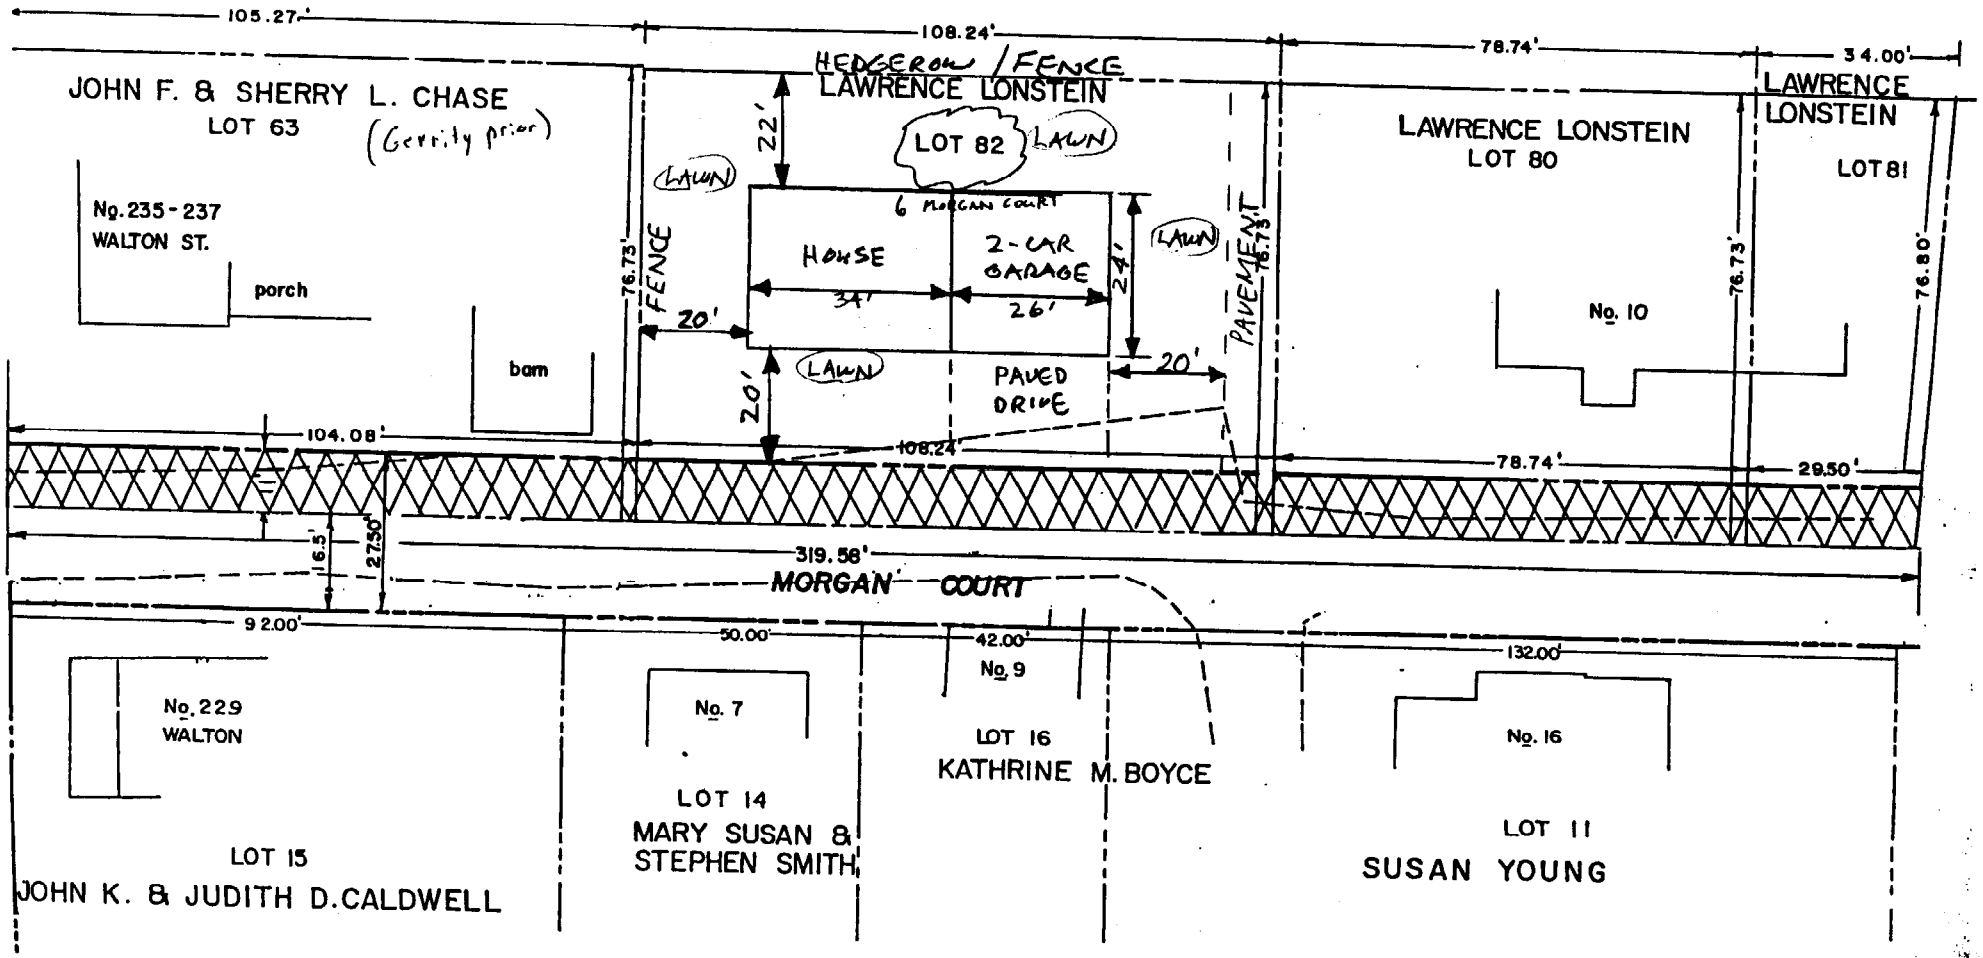 105.27'
108.24'
78.74'
34.00'
HEDGEROW / FENCE
LAWRENCE LONSTEIN
LAWRENCE
LONSTEIN
JOHN F. & SHERRY L. CHASE
LOT 63
(Gerrity prior)
22'
LOT 82
LAWN
LAWRENCE LONSTEIN
LOT 80
LOT 81
LAWN
No. 235-237
WALTON ST.
6 MORGAN COURT
HOUSE
2-CAR
GARAGE
34'
26'
24'
LAWN
PAVEMENT
76.73'
76.73'
FENCE
76.73'
76.80'
porch
barn
20'
20'
LAWN
PAVED
DRIVE
20'
No. 10
104.08'
108.24'
78.74'
29.50'
16.5'
27.50'
319.56'
MORGAN COURT
92.00'
50.00'
42.00'
132.00'
No. 229
WALTON
No. 7
No. 9
No. 16
LOT 16
KATHRINE M. BOYCE
LOT 14
MARY SUSAN &
STEPHEN SMITH
LOT 15
JOHN K. & JUDITH D. CALDWELL
LOT 11
SUSAN YOUNG